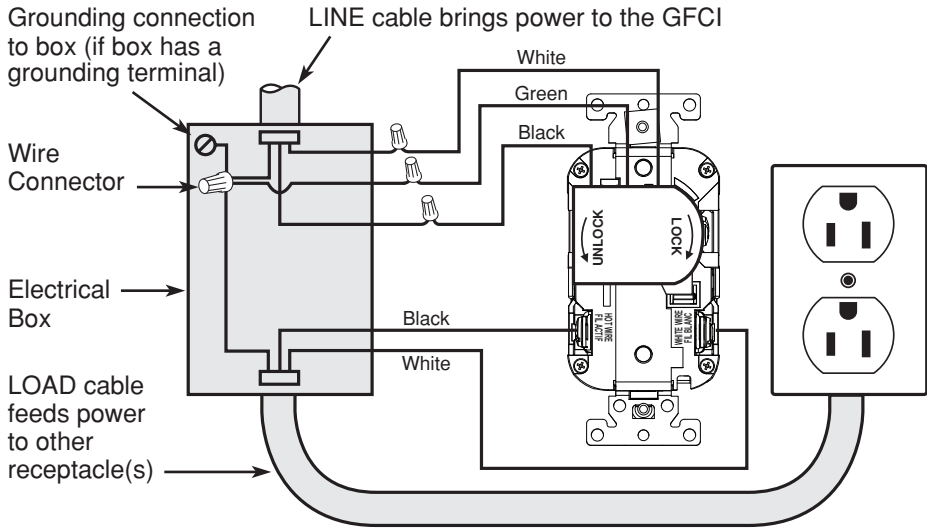 Grounding connection
to box (if box has a
grounding terminal)
LINE cable brings power to the GFCI
White
Green
Black
Wire
Connector
UNLOCK
LOCK
Electrical
Box
Black
White
HOT WIRE
FIL ACTIF
WHITE WIRE
FIL BLANC
LOAD cable
feeds power
to other
receptacle(s)